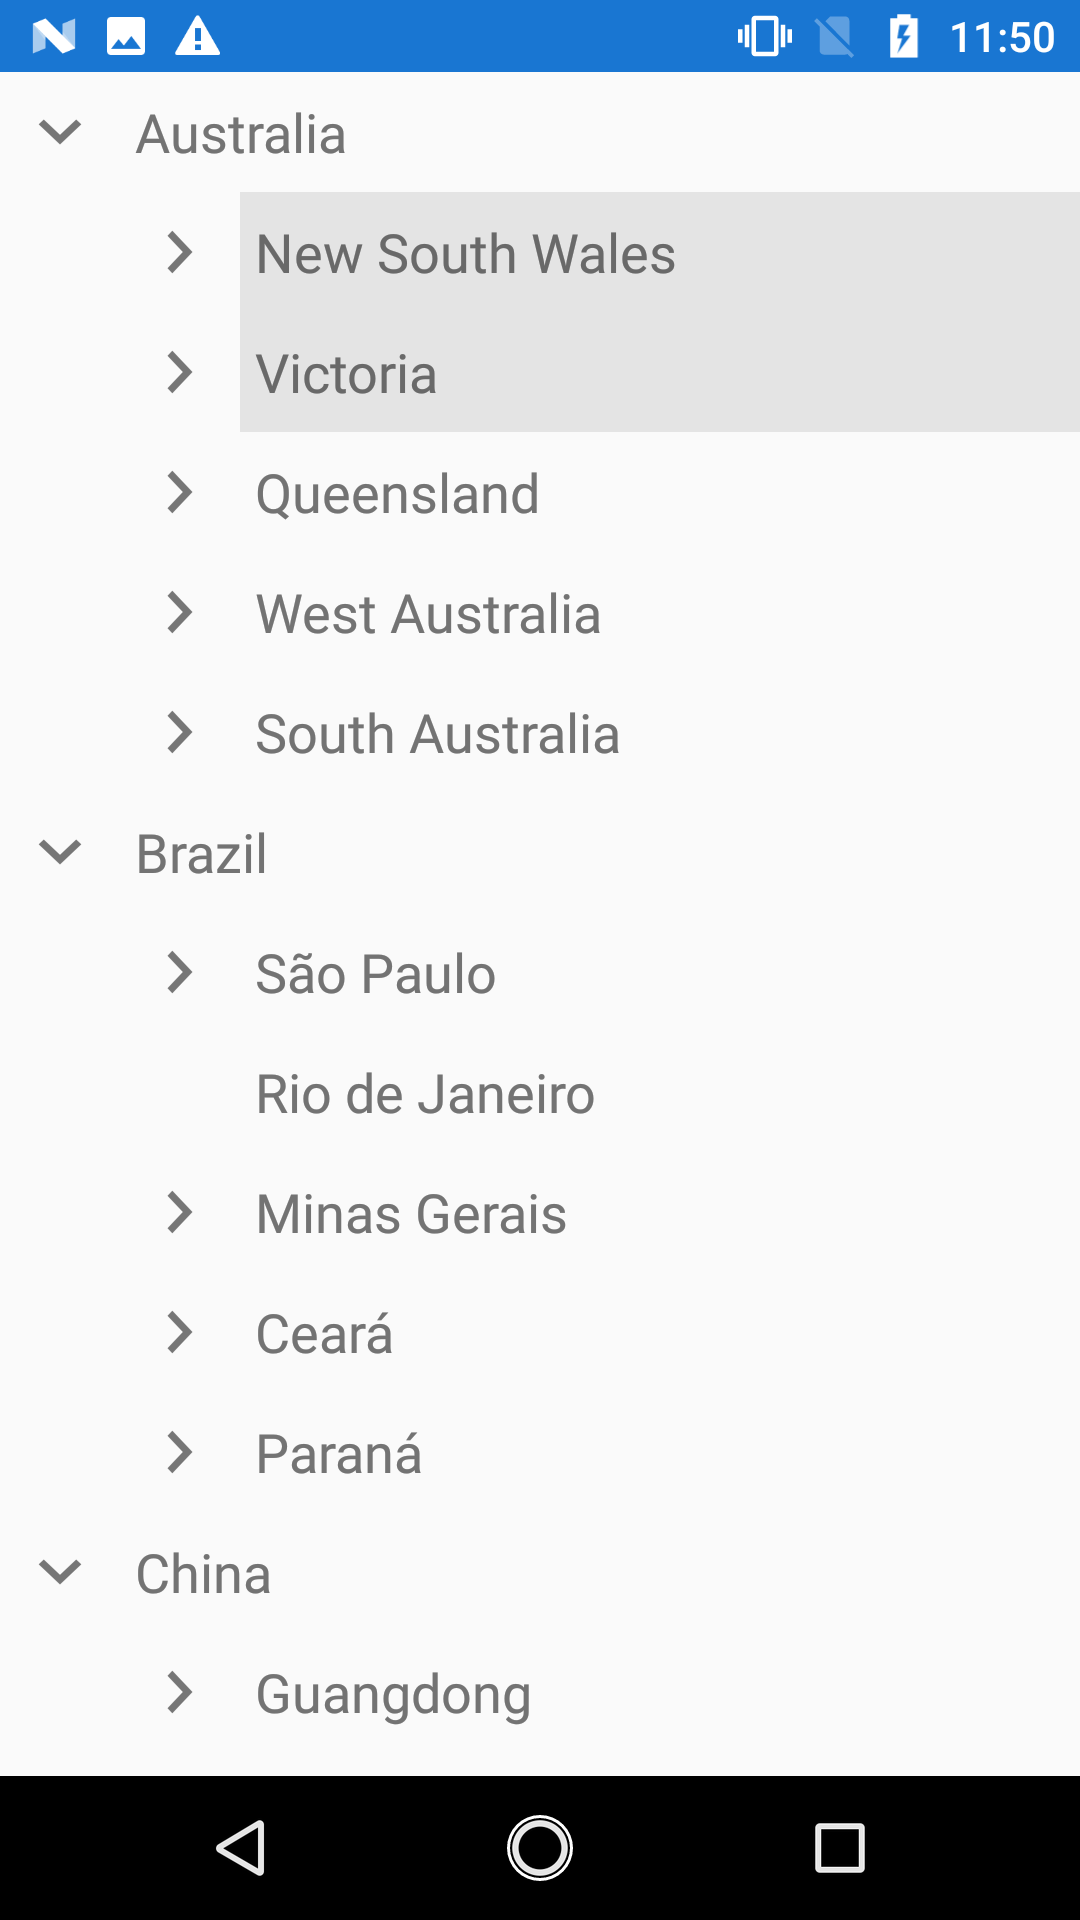 11:50
Australia
New South Wales
Victoria
Queensland
West Australia
South Australia
Brazil
São Paulo
Rio de Janeiro
Minas Gerais
Ceará
Paraná
China
Guangdong